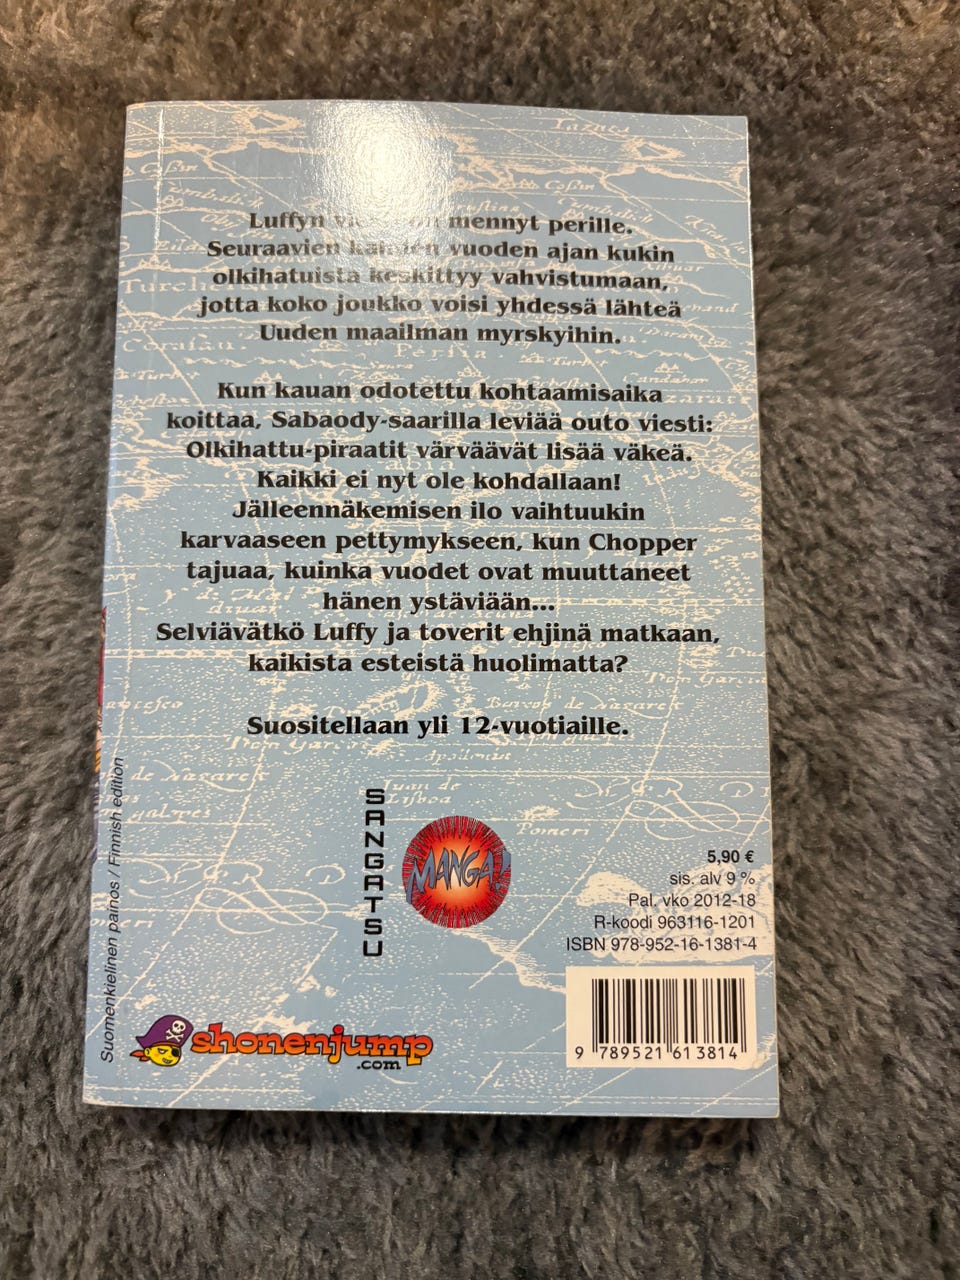 Luffyn viesti on mennyt perille.
Seuraavien kahden vuoden ajan kukin
olkihatuista keskittyy vahvistumaan,
jotta koko joukko voisi yhdessä lähteä
Uuden maailman myrskyihin.
Kun kauan odotettu kohtaamisaika
koittaa, Sabaody-saarilla leviää outo viesti:
Olkihattu-piraatit värväävät lisää väkeä.
Kaikki ei nyt ole kohdallaan!
Jälleennäkemisen ilo vaihtuukin
karvaaseen pettymykseen, kun Chopper
tajuaa, kuinka vuodet ovat muuttaneet
hänen ystäviään...
Selviävätkö Luffy ja toverit ehjinä matkaan,
kaikista esteistä huolimatta?
Suositellaan yli 12-vuotiaille.
Suomenkielinen painos / Finnish edition
SANGATSU
MANGA!
5,90 €
sis. alv 9 %
Pal. vko 2012-18
R-koodi 963116-1201
ISBN 978-952-16-1381-4
9 789521 613814
shonenjump
.com